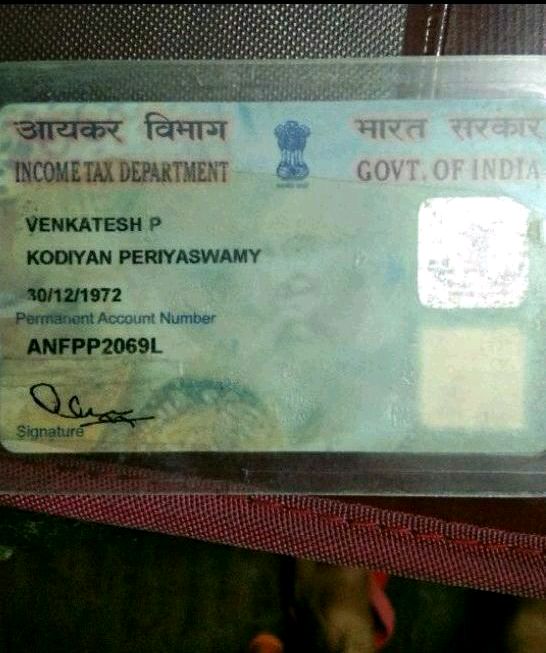 आयकर विभाग
भारत सरकार
INCOME TAX DEPARTMENT
GOVT. OF INDIA
VENKATESH P
KODIYAN PERIYASWAMY
30/12/1972
Permanent Account Number
ANFPP2069L
Signature